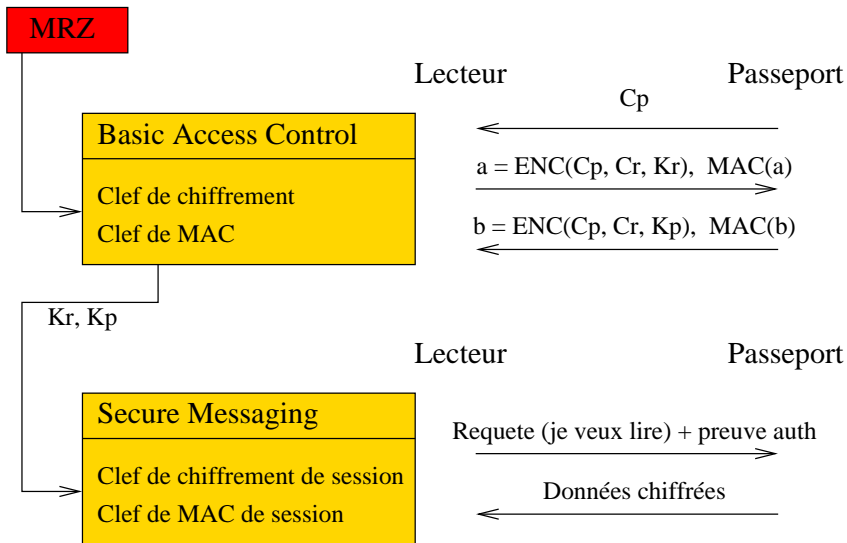 MRZ
Lecteur Passeport
Cp
Basic Access Control
a = ENC(Cp, Cr, Kr), MAC(a)
Clef de chiffrement
b = ENC(Cp, Cr, Kp), MAC(b)
Clef de MAC
Kr, Kp
Lecteur Passeport
Secure Messaging
Requete (je veux lire) + preuve auth
Clef de chiffrement de session
Données chiffrées
Clef de MAC de session